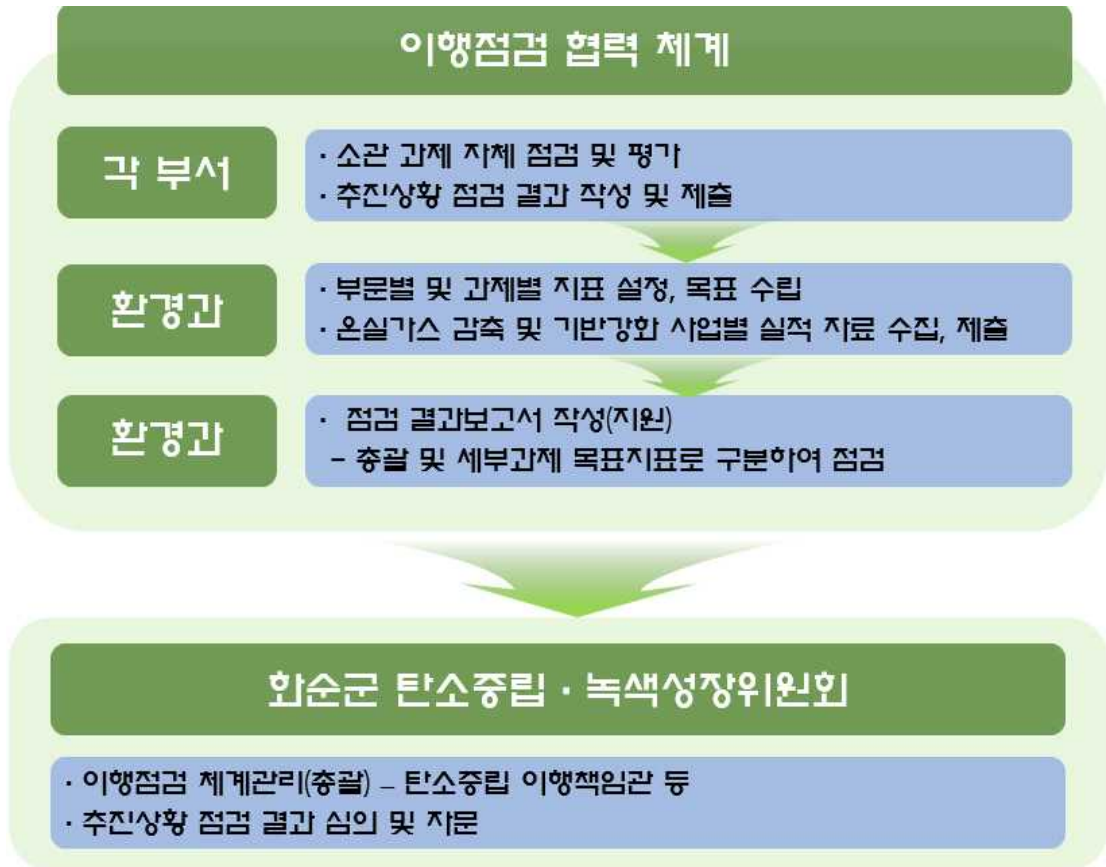 이행점검 협력 체계
각 부서
· 소관 과제 자체 점검 및 평가
· 추진상황 점검 결과 작성 및 제출
환경과
· 부문별 및 과제별 지표 설정, 목표 수립
· 온실가스 감축 및 기반강화 사업별 실적 자료 수집, 제출
환경과
· 점검 결과보고서 작성(지원)
– 총괄 및 세부과제 목표지표로 구분하여 점검
화순군 탄소중립 · 녹색성장위원회
· 이행점검 체계관리(총괄) – 탄소중립 이행책임관 등
· 추진상황 점검 결과 심의 및 자문